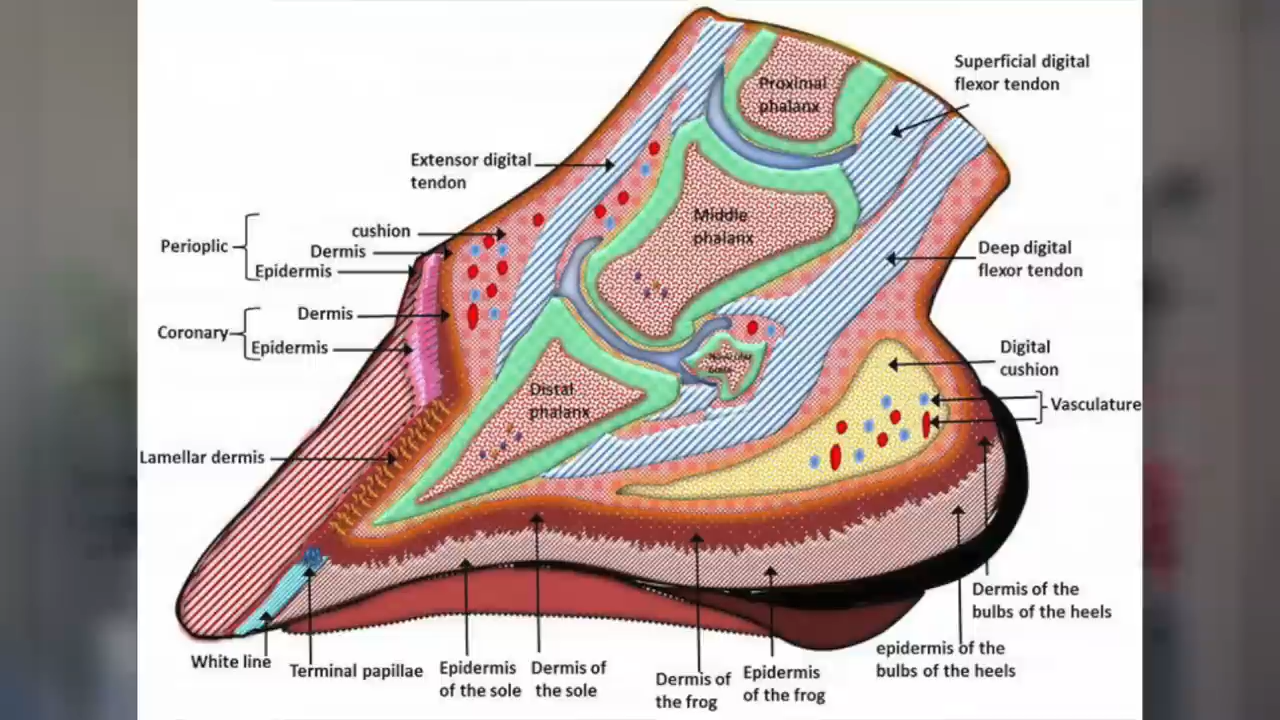 Superficial digital
flexor tendon
Proximal
phalanx
Extensor digital
tendon
Middle
phalanx
Perioplic
cushion
Dermis
Epidermis
Deep digital
flexor tendon
Coronary
Dermis
Epidermis
Digital
cushion
Distal
phalanx
Vasculature
Lamellar dermis
White line
Terminal papillae
Epidermis
of the sole
Dermis of
the sole
Dermis of
the frog
Epidermis
of the frog
Dermis of the
bulbs of the heels
epidermis of the
bulbs of the heels